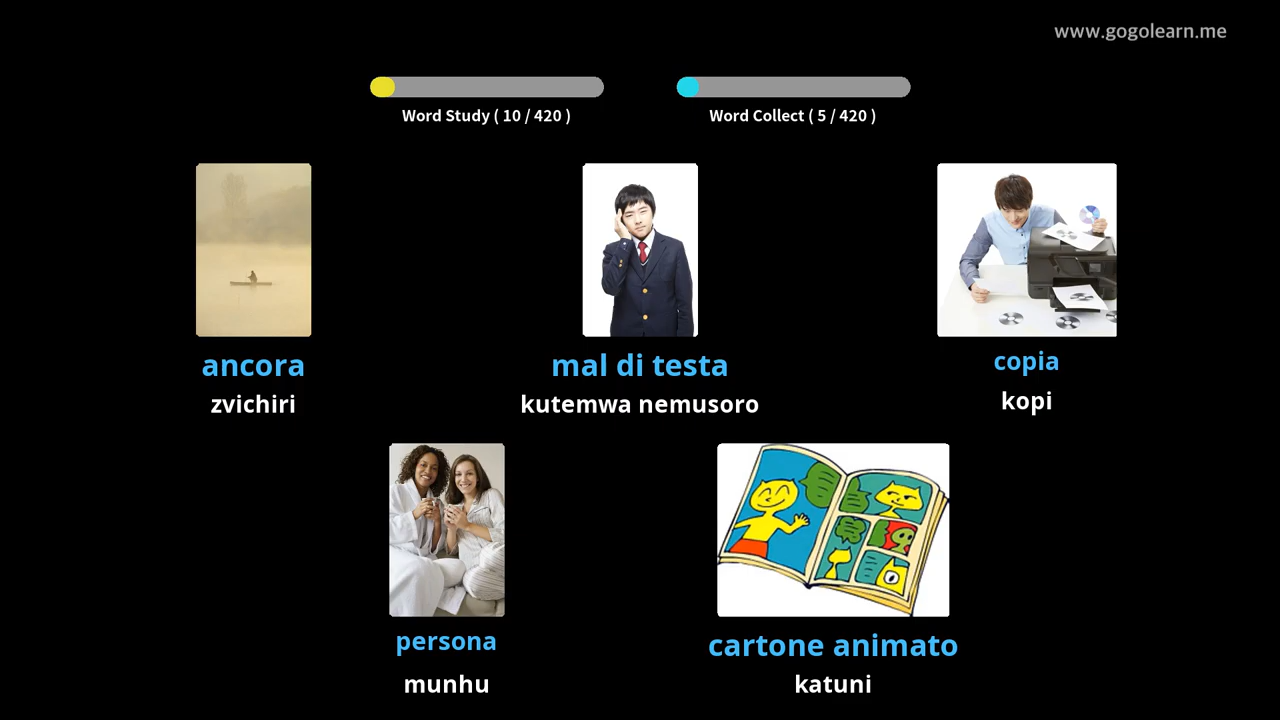 www.gogolearn.me
Word Study ( 10 / 420 )
Word Collect ( 5 / 420 )
ancora
zvichiri
mal di testa
kutemwa nemusoro
copia
kopi
persona
munhu
cartone animato
katuni